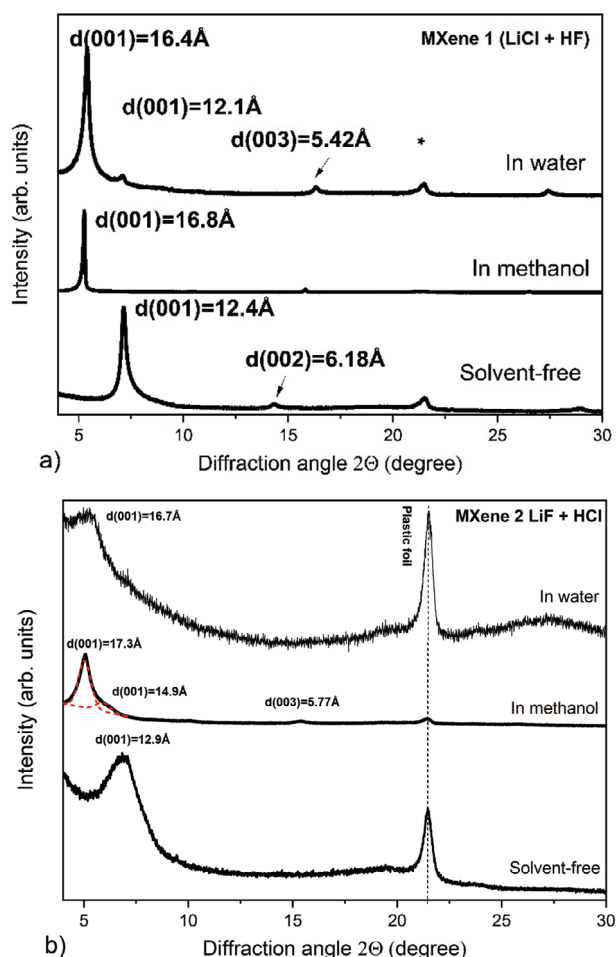 d(001)=16.4Å
MXene 1 (LiCl + HF)
d(001)=12.1Å
d(003)=5.42Å
*
In water
d(001)=16.8Å
In methanol
d(001)=12.4Å
d(002)=6.18Å
Solvent-free
Intensity (arb. units)
5 10 15 20 25 30
Diffraction angle 2Θ (degree)
a)
d(001)=16.7Å
Plastic foil
MXene 2 LiF + HCl
In water
d(001)=17.3Å
d(001)=14.9Å
d(003)=5.77Å
In methanol
d(001)=12.9Å
Solvent-free
Intensity (arb. units)
5 10 15 20 25 30
Diffraction angle 2Θ (degree)
b)